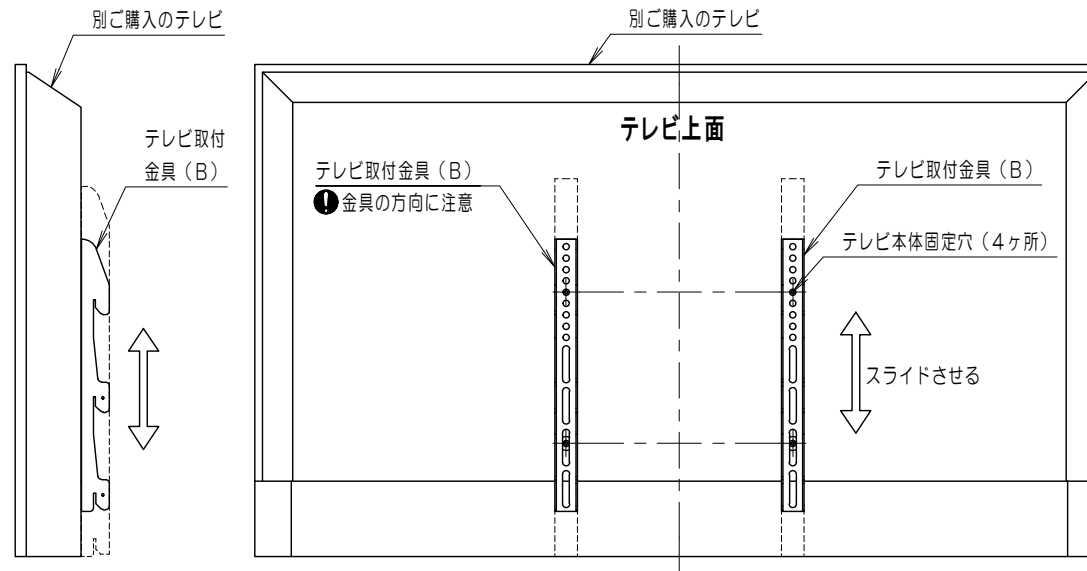 別ご購入のテレビ
テレビ取付
金具（B）
別ご購入のテレビ
テレビ上面
テレビ取付金具（B）
金具の方向に注意
テレビ取付金具（B）
テレビ本体固定穴（4ヶ所）
スライドさせる